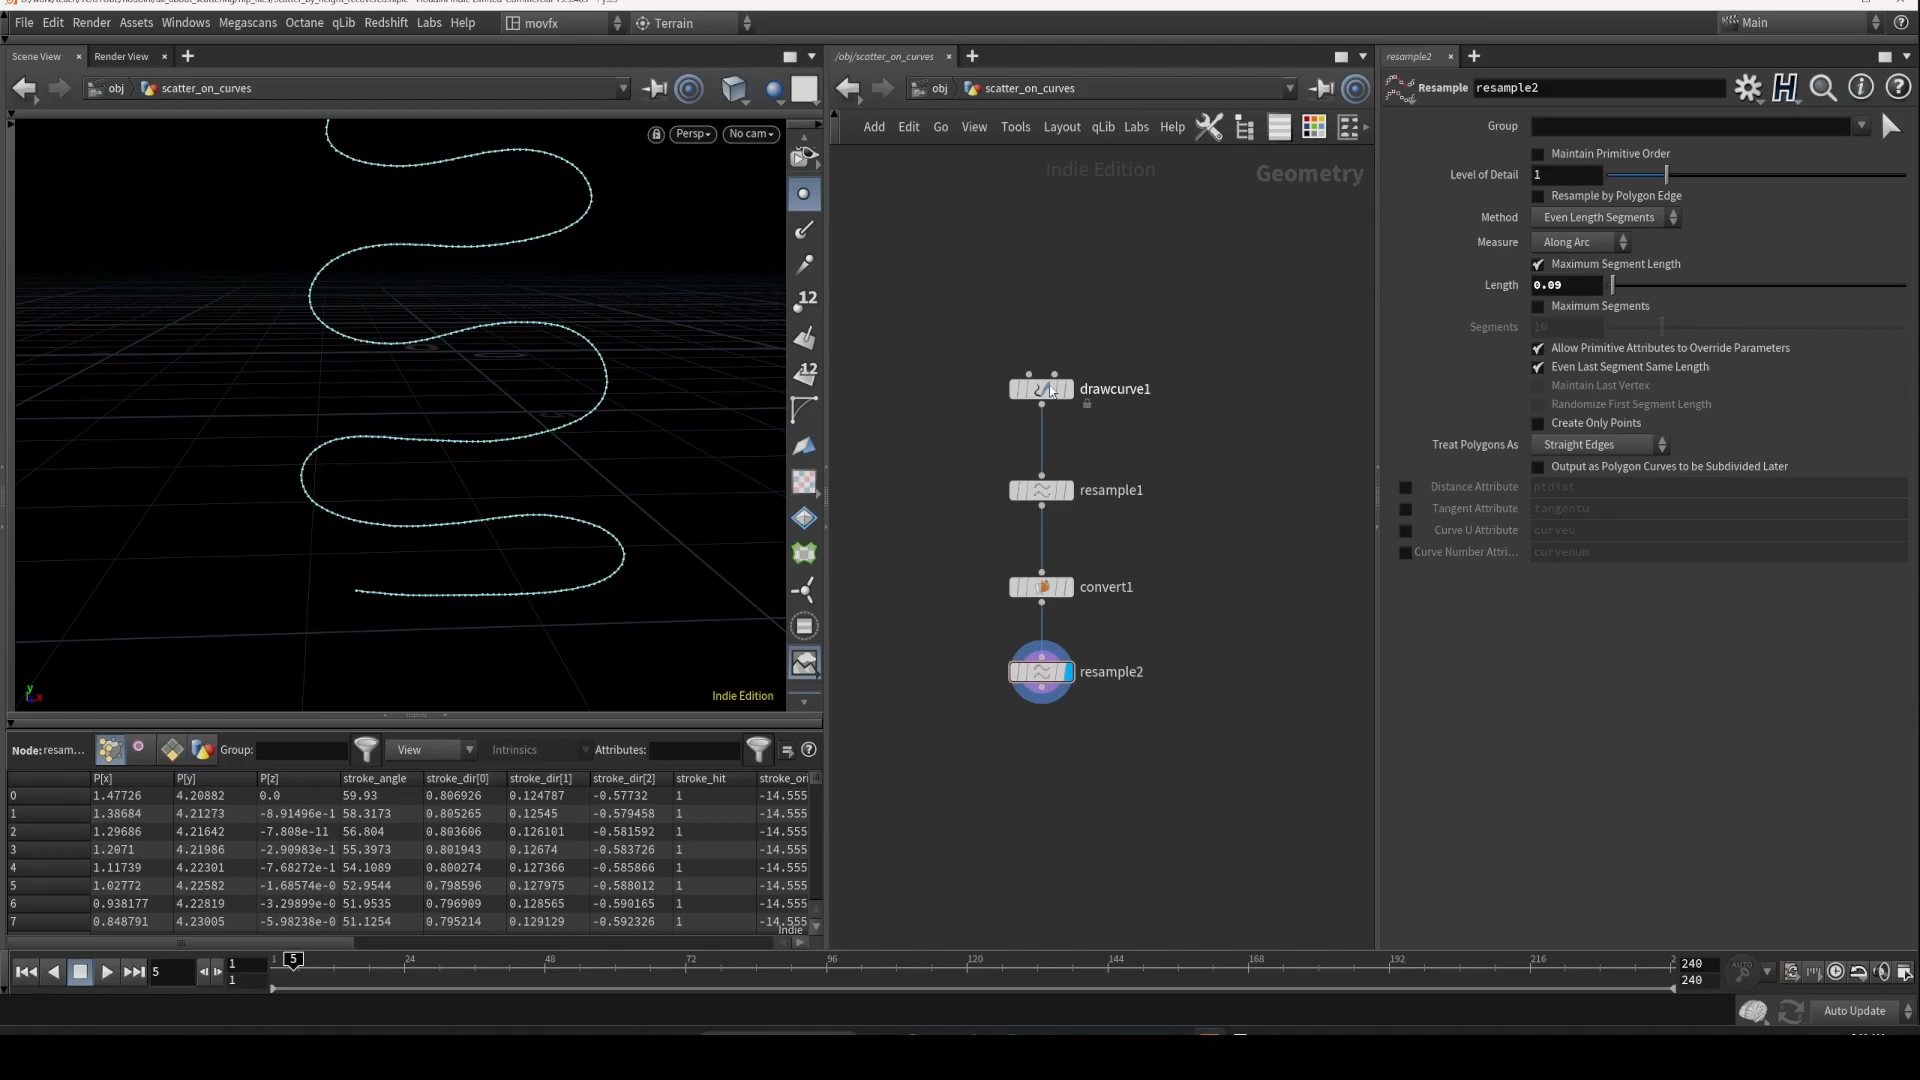 File Edit Render Assets Windows Megascans Octane qLib Redshift Labs Help movfx Terrain Main
Scene View Render View /obj/scatter_on_curves resample2
obj scatter_on_curves obj scatter_on_curves Resample resample2
Add Edit Go View Tools Layout qLib Labs Help
Persp No cam
Indie Edition Geometry
Group
Maintain Primitive Order
Level of Detail 1
Resample by Polygon Edge
Method Even Length Segments
Measure Along Arc
Maximum Segment Length
Length 0.09
Maximum Segments
Segments 10
Allow Primitive Attributes to Override Parameters
Even Last Segment Same Length
Maintain Last Vertex
Randomize First Segment Length
Create Only Points
Treat Polygons As Straight Edges
Output as Polygon Curves to be Subdivided Later
Distance Attribute ptdist
Tangent Attribute tangentu
Curve U Attribute curveu
Curve Number Attri... curvenum
12
12
drawcurve1
resample1
convert1
resample2
y
x
Indie Edition
Node: resam... Group: View Intrinsics Attributes:
P[x] P[y] P[z] stroke_angle stroke_dir[0] stroke_dir[1] stroke_dir[2] stroke_hit stroke_ori
0 1.47726 4.20882 0.0 59.93 0.806926 0.124787 -0.57732 1 -14.555
1 1.38684 4.21273 -8.91496e-1 58.3173 0.805265 0.12545 -0.579458 1 -14.555
2 1.29686 4.21642 -7.808e-11 56.804 0.803606 0.126101 -0.581592 1 -14.555
3 1.2071 4.21986 -2.90983e-1 55.3973 0.801943 0.12674 -0.583726 1 -14.555
4 1.11739 4.22301 -7.68272e-1 54.1089 0.800274 0.127366 -0.585866 1 -14.555
5 1.02772 4.22582 -1.68574e-0 52.9544 0.798596 0.127975 -0.588012 1 -14.555
6 0.938177 4.22819 -3.29899e-0 51.9535 0.796909 0.128565 -0.590165 1 -14.555
7 0.848791 4.23005 -5.98238e-0 51.1254 0.795214 0.129129 -0.592326 1 -14.555
Indie
5 1 1 5 24 48 72 96 120 144 168 192 216 2 240
1 240
AUTO
Auto Update